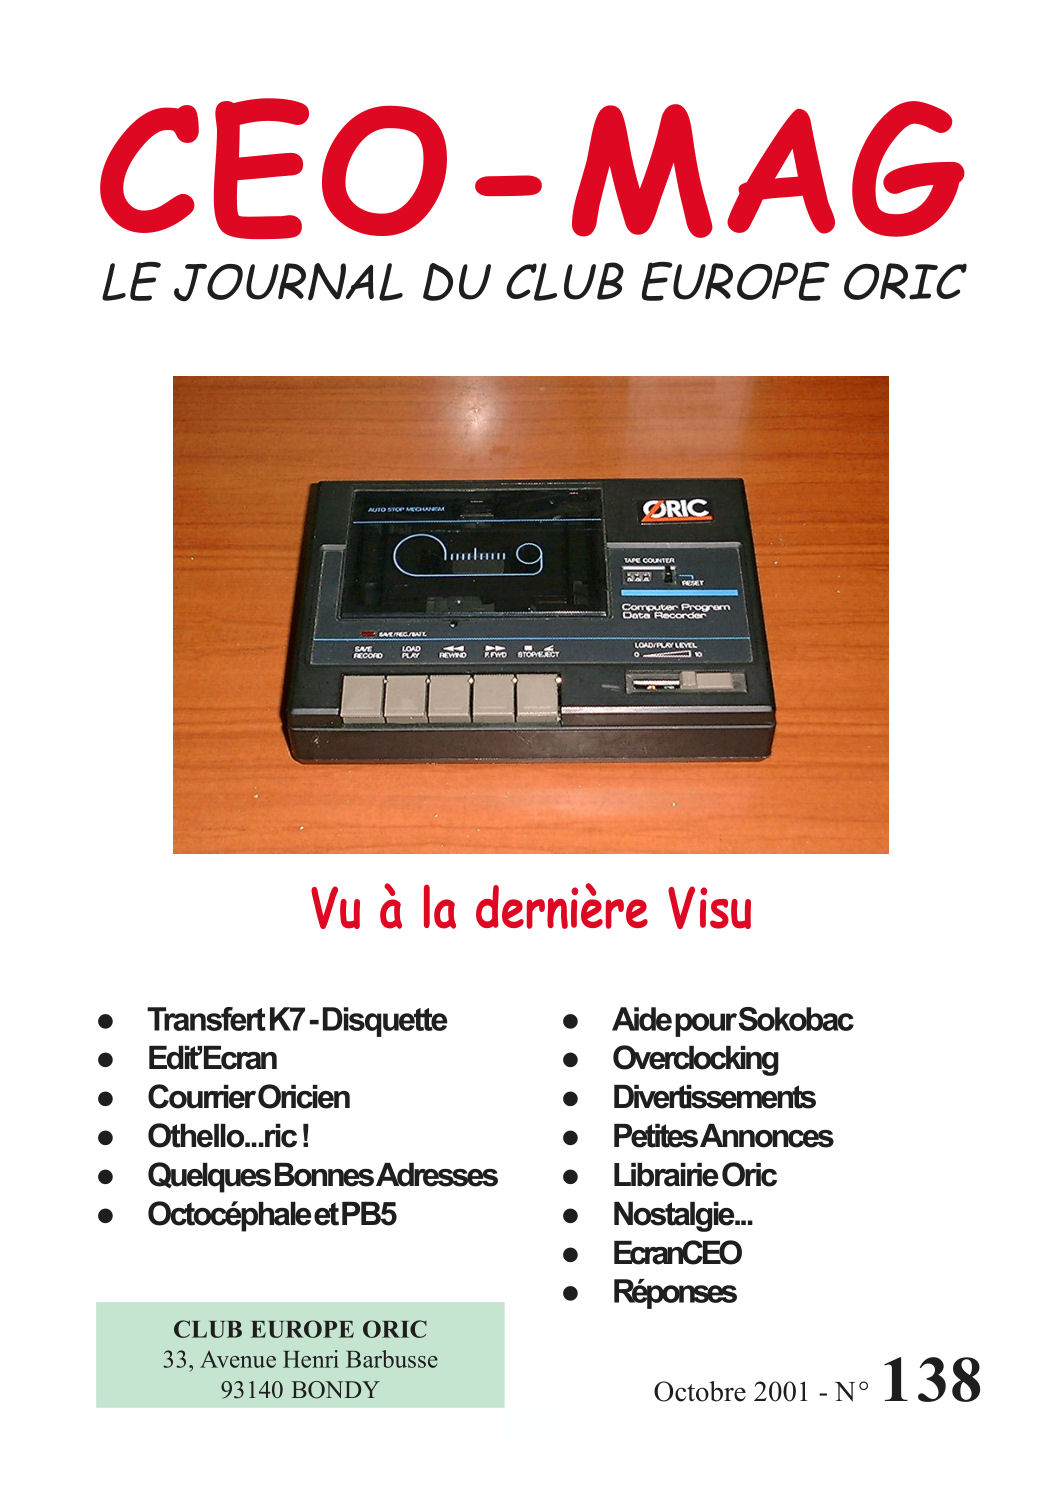 CEO-MAG
LE JOURNAL DU CLUB EUROPE ORIC
AUTO STOP MECHANISM
ORIC
TAPE COUNTER
RESET
Computer Program
Data Recorder
SAVE/REC./BATT.
SAVE
RECORD
LOAD
PLAY
REWIND
F.FWD
STOP/EJECT
LOAD/PLAY LEVEL
0 10
Vu à la dernière Visu
● Transfert K7 - Disquette
● Edit'Ecran
● Courrier Oricien
● Othello...ric !
● Quelques Bonnes Adresses
● Octocéphale et PB5
● Aide pour Sokobac
● Overclocking
● Divertissements
● Petites Annonces
● Librairie Oric
● Nostalgie...
● EcranCEO
● Réponses
CLUB EUROPE ORIC
33, Avenue Henri Barbusse
93140 BONDY
Octobre 2001 - N° 138